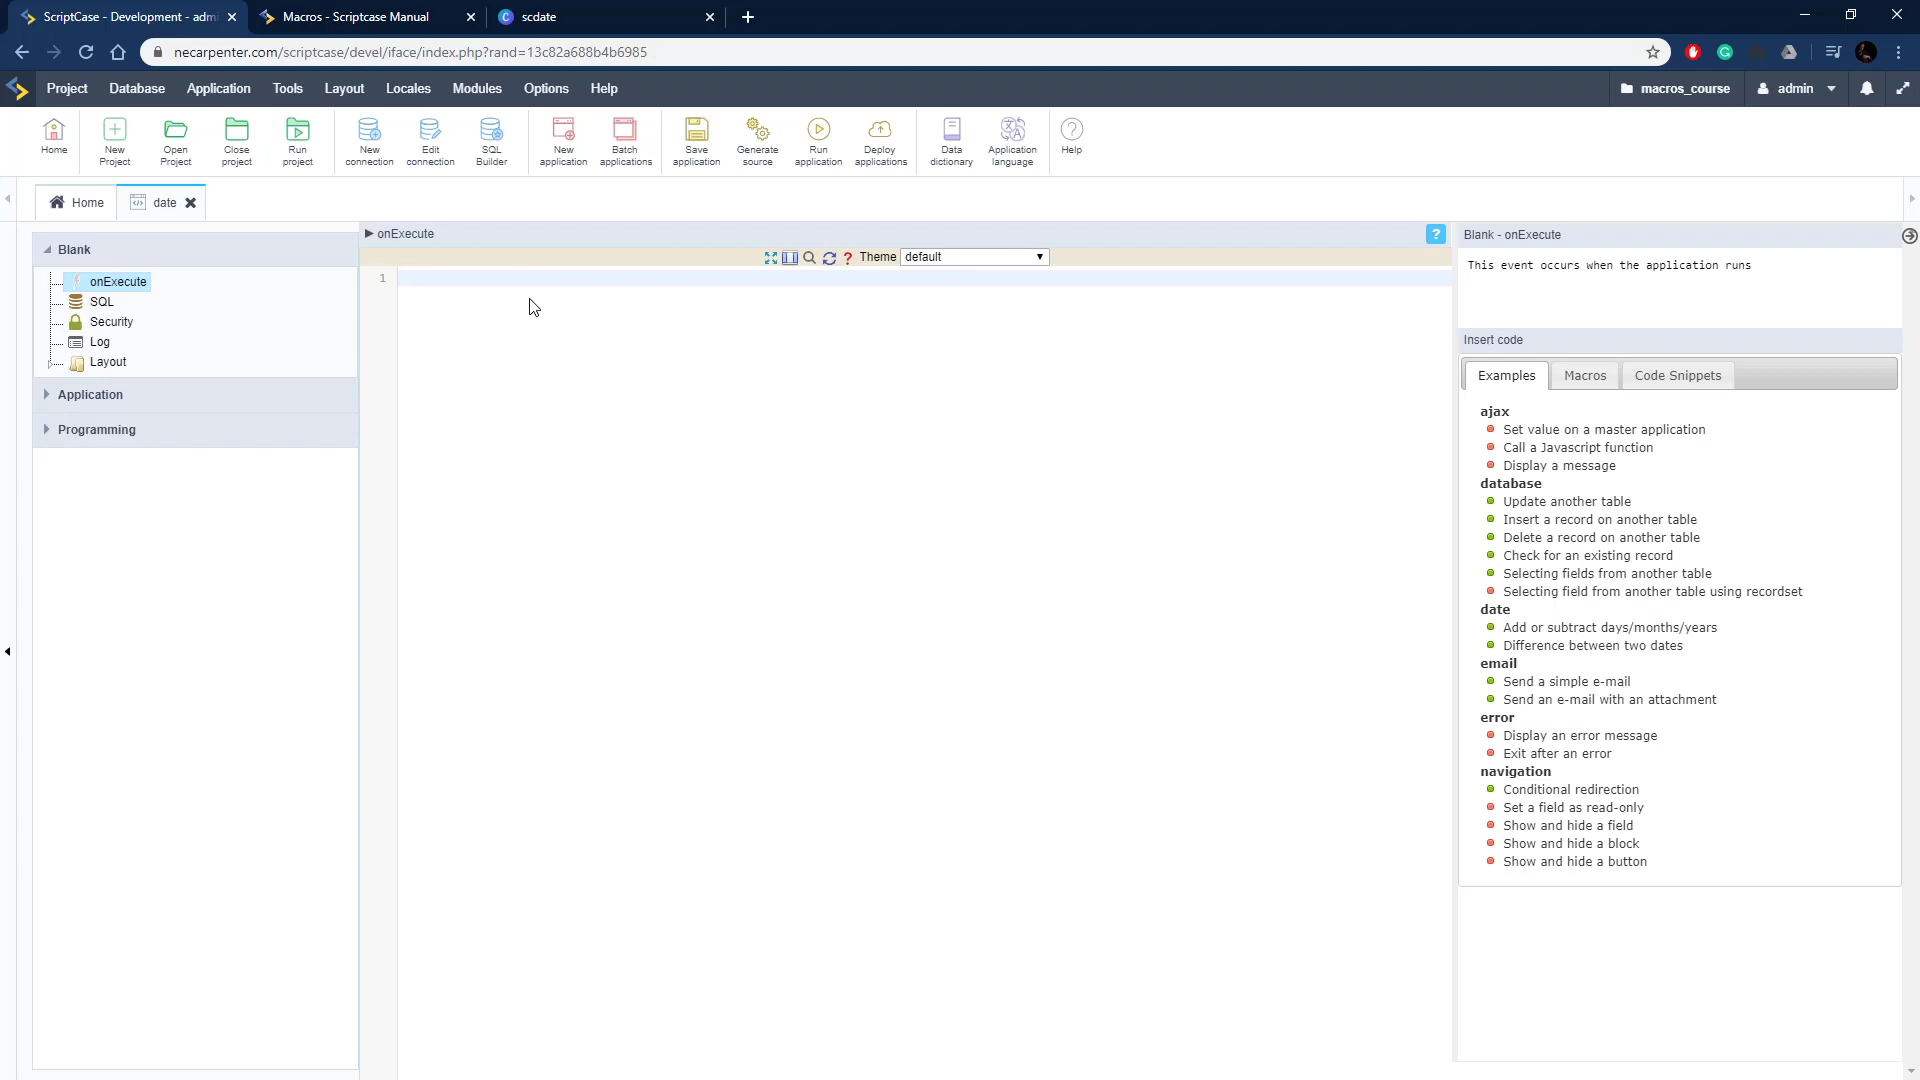 ScriptCase - Development - adm
Macros - Scriptcase Manual
scdate
necarpenter.com/scriptcase/devel/iface/index.php?rand=13c82a688b4b6985
Project Database Application Tools Layout Locales Modules Options Help
macros_course
admin
Home
New Project
Open Project
Close project
Run project
New connection
Edit connection
SQL Builder
New application
Batch applications
Save application
Generate source
Run application
Deploy applications
Data dictionary
Application language
Help
Home
date
Blank
onExecute
SQL
Security
Log
Layout
Application
Programming
onExecute
Theme default
1
Blank - onExecute
This event occurs when the application runs
Insert code
Examples Macros Code Snippets
ajax
Set value on a master application
Call a Javascript function
Display a message
database
Update another table
Insert a record on another table
Delete a record on another table
Check for an existing record
Selecting fields from another table
Selecting field from another table using recordset
date
Add or subtract days/months/years
Difference between two dates
email
Send a simple e-mail
Send an e-mail with an attachment
error
Display an error message
Exit after an error
navigation
Conditional redirection
Set a field as read-only
Show and hide a field
Show and hide a block
Show and hide a button